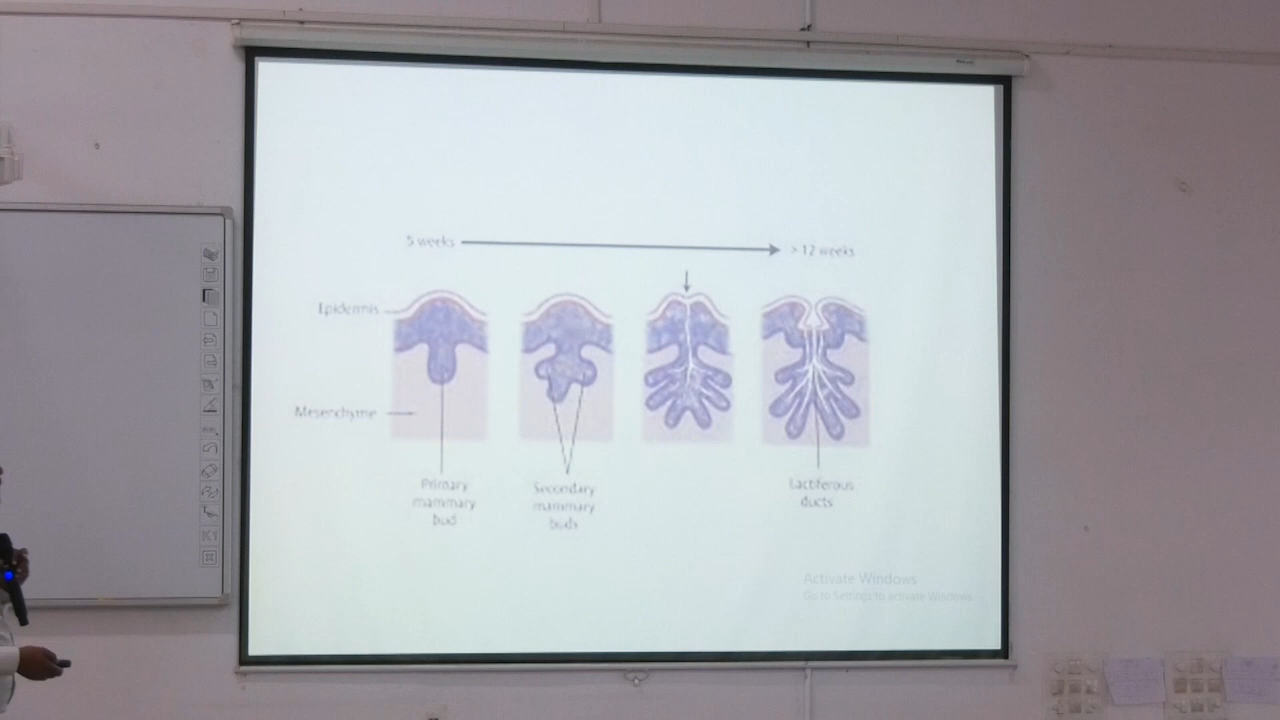 5 weeks
> 12 weeks
Epidermis
Mesenchyme
Primary
mammary
bud
Secondary
mammary
buds
Lactiferous
ducts
Activate Windows
Go to Settings to activate Windows